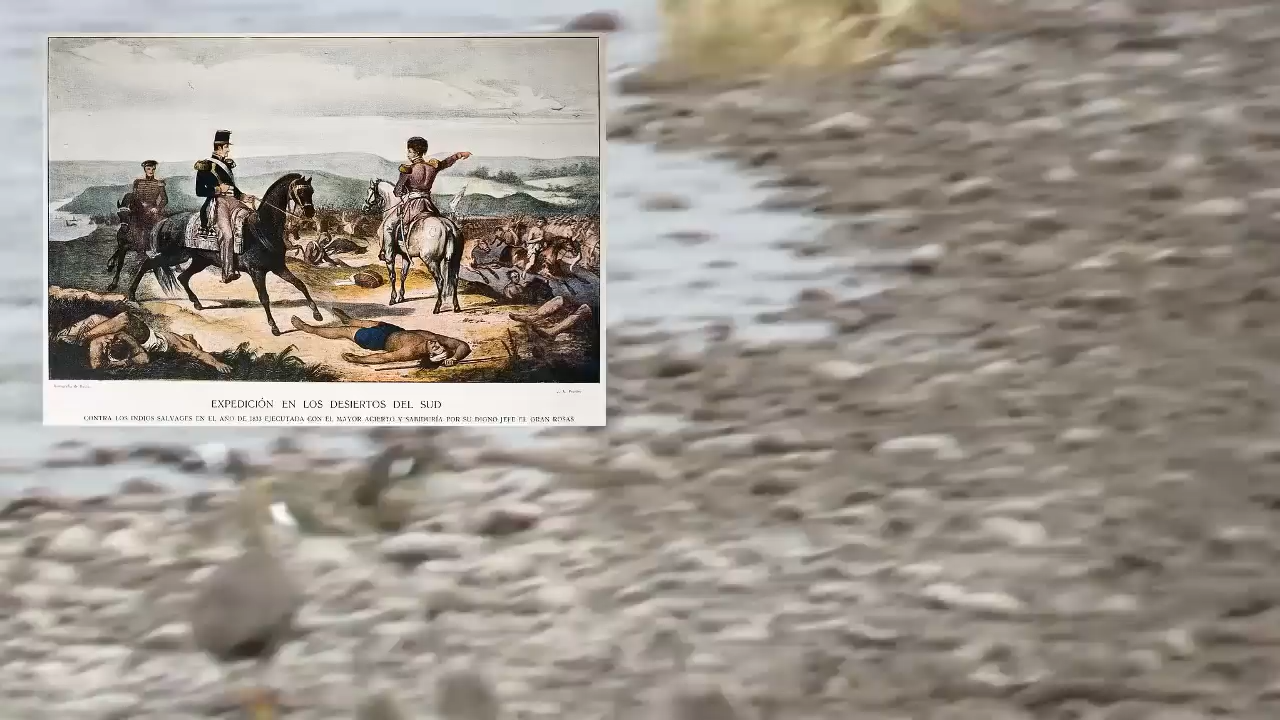 EXPEDICIÓN EN LOS DESIERTOS DEL SUD
CONTRA LOS INDIOS SALVAGES EN EL AÑO DE 1833 EJECUTADA CON EL MAYOR ACIERTO Y SABIDURÍA POR SU DIGNO JEFE EL GRAN ROSAS